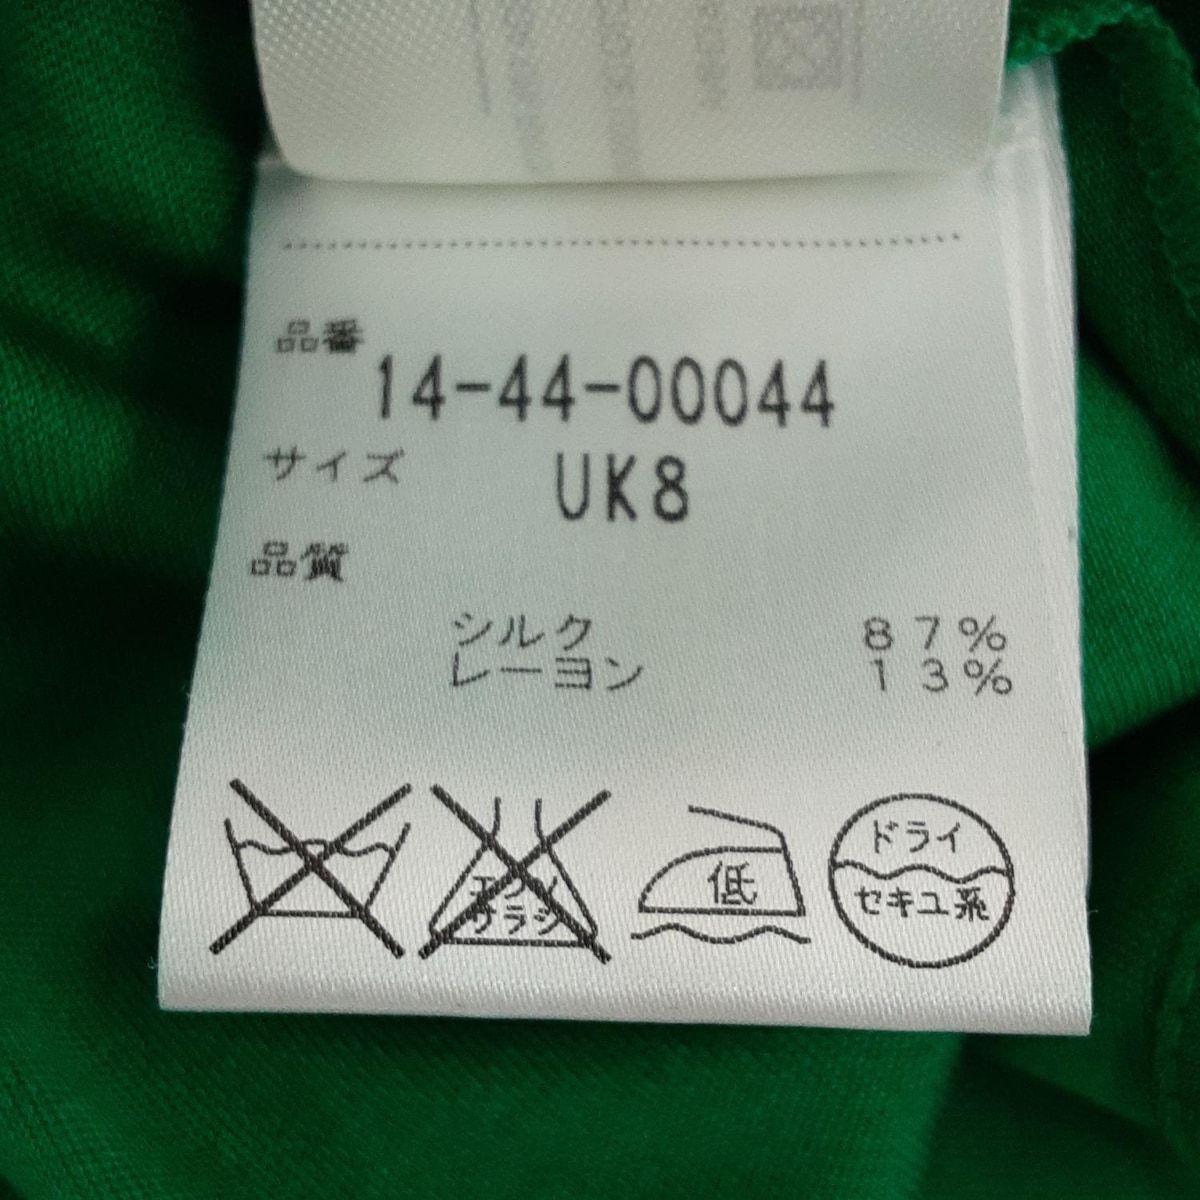 品番
14-44-00044
サイズ UK8
品質
シルク 87%
レーヨン 13%
エンソ
サラシ
低
ドライ
セキユ系